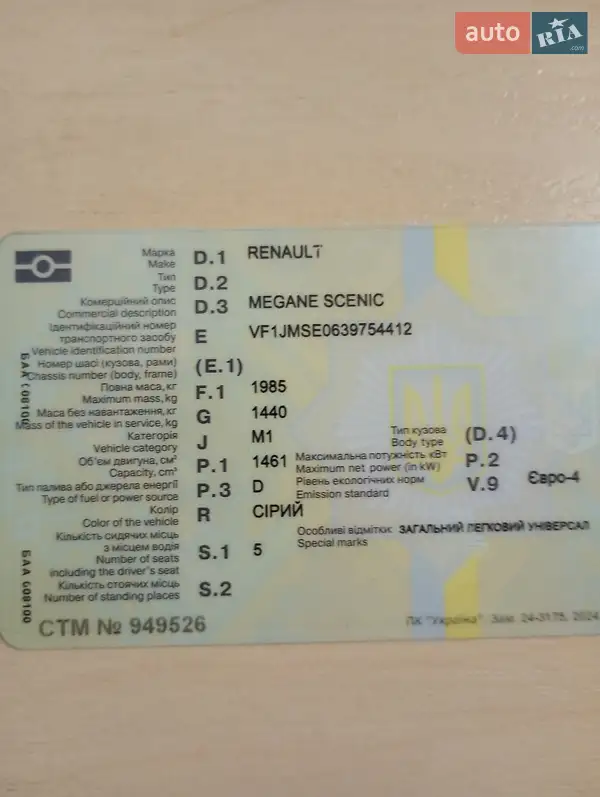 auto RIA .com
Марка D.1 RENAULT
Make
Тип D.2
Type
Комерційний опис D.3 MEGANE SCENIC
Commercial description
Ідентифікаційний номер
транспортного засобу E VF1JMSE0639754412
Vehicle identification number
Номер шасі (кузова, рами) (E.1)
Chassis number (body, frame)
Повна маса, кг F.1 1985
Maximum mass, kg
Маса без навантаження, кг G 1440
Mass of the vehicle in service, kg
Категорія J M1 Тип кузова (D.4)
Vehicle category Body type
Об'єм двигуна, см³ P.1 1461 Максимальна потужність кВт P.2
Capacity, cm³ Maximum net power (in kW)
Тип палива або джерела енергії P.3 D Рівень екологічних норм V.9 Євро-4
Type of fuel or power source Emission standard
Колір R СІРИЙ
Color of the vehicle
Кількість сидячих місць Особливі відмітки: ЗАГАЛЬНИЙ ЛЕГКОВИЙ УНІВЕРСАЛ
з місцем водія S.1 5 Special marks
Number of seats
including the driver's seat
Кількість стоячих місць S.2
Number of standing places
СТМ № 949526
ПК "Україна" Зам. 24-3175, 2024